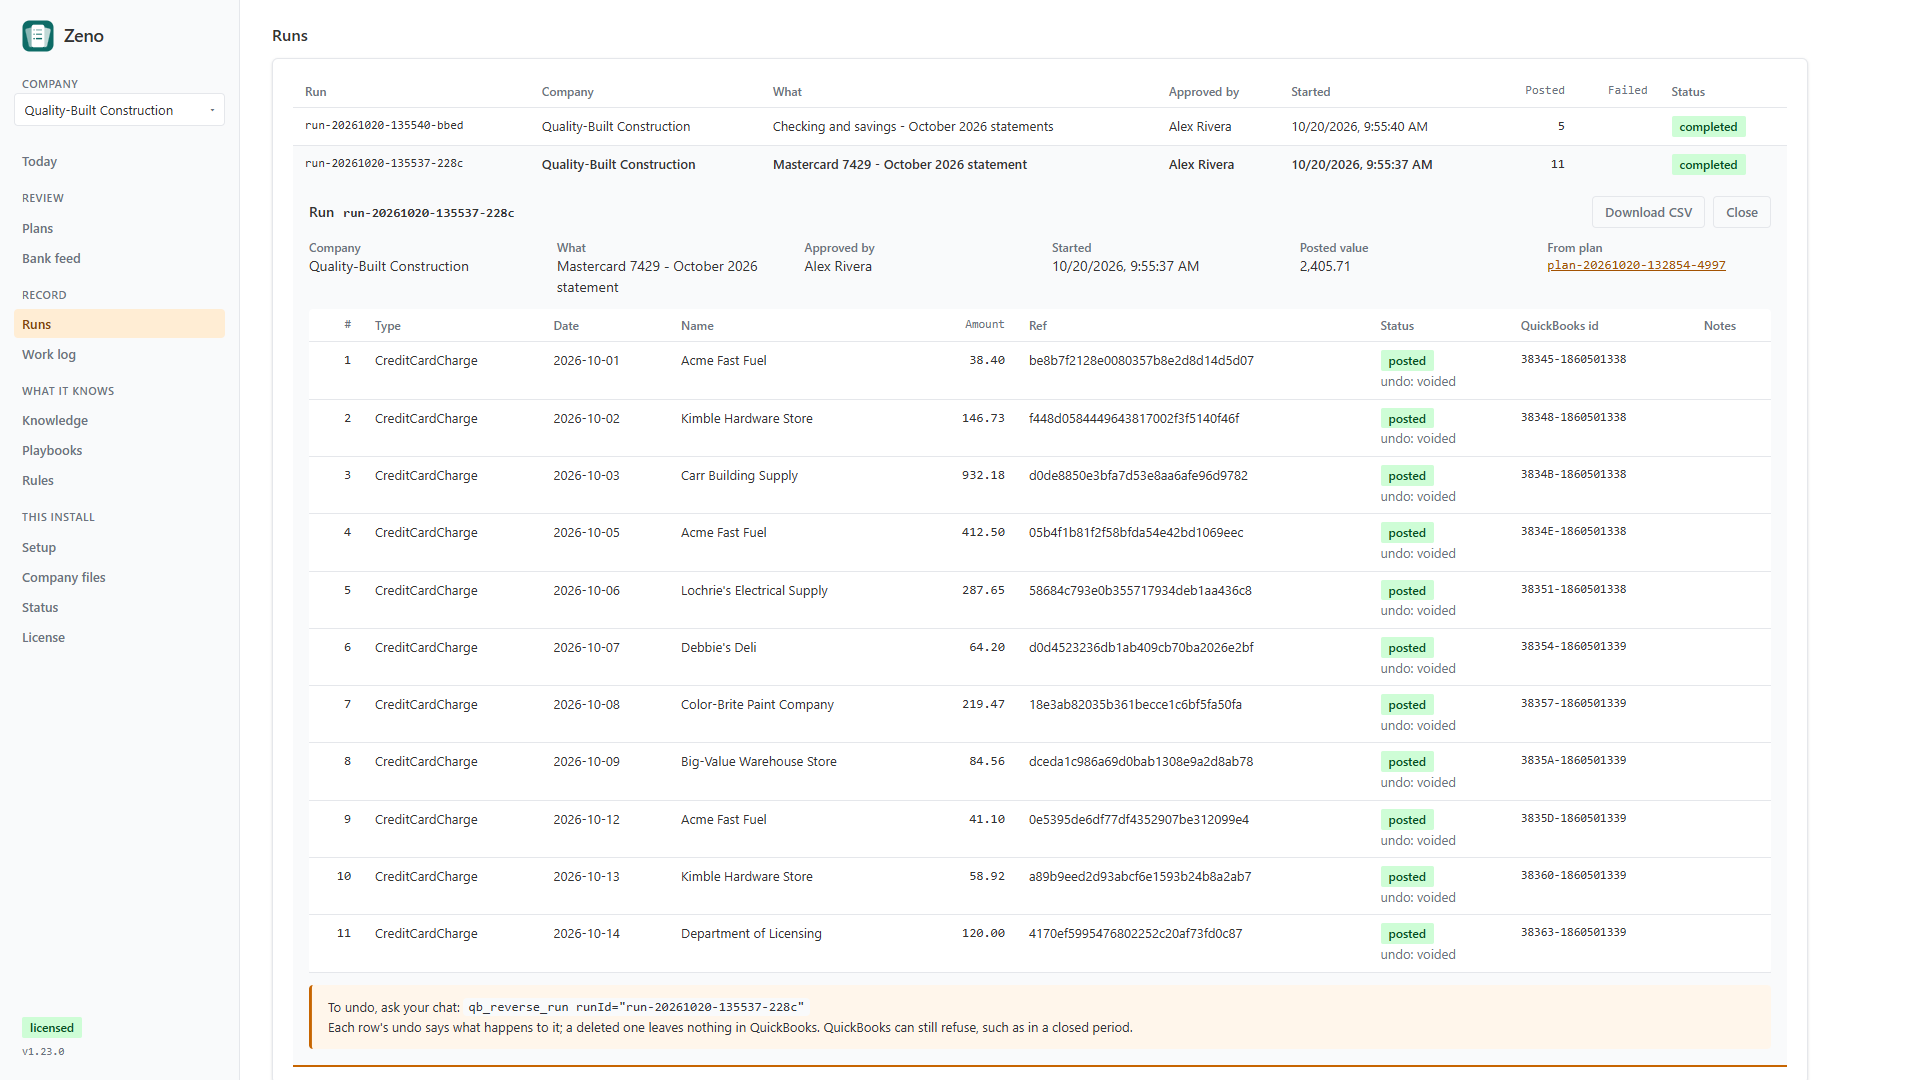 Zeno
COMPANY
Quality-Built Construction
Today
REVIEW
Plans
Bank feed
RECORD
Runs
Work log
WHAT IT KNOWS
Knowledge
Playbooks
Rules
THIS INSTALL
Setup
Company files
Status
License
licensed
v1.23.0
Runs
Run Company What Approved by Started Posted Failed Status
run-20261020-135540-bbed Quality-Built Construction Checking and savings - October 2026 statements Alex Rivera 10/20/2026, 9:55:40 AM 5 completed
run-20261020-135537-228c Quality-Built Construction Mastercard 7429 - October 2026 statement Alex Rivera 10/20/2026, 9:55:37 AM 11 completed
Run run-20261020-135537-228c Download CSV Close
Company What Approved by Started Posted value From plan
Quality-Built Construction Mastercard 7429 - October 2026 Alex Rivera 10/20/2026, 9:55:37 AM 2,405.71 plan-20261020-132854-4997
statement
# Type Date Name Amount Ref Status QuickBooks id Notes
1 CreditCardCharge 2026-10-01 Acme Fast Fuel 38.40 be8b7f2128e0080357b8e2d8d14d5d07 posted 38345-1860501338
undo: voided
2 CreditCardCharge 2026-10-02 Kimble Hardware Store 146.73 f448d0584449643817002f3f5140f46f posted 38348-1860501338
undo: voided
3 CreditCardCharge 2026-10-03 Carr Building Supply 932.18 d0de8850e3bfa7d53e8aa6afe96d9782 posted 3834B-1860501338
undo: voided
4 CreditCardCharge 2026-10-05 Acme Fast Fuel 412.50 05b4f1b81f2f58bfda54e42bd1069eec posted 3834E-1860501338
undo: voided
5 CreditCardCharge 2026-10-06 Lochrie's Electrical Supply 287.65 58684c793e0b355717934deb1aa436c8 posted 38351-1860501338
undo: voided
6 CreditCardCharge 2026-10-07 Debbie's Deli 64.20 d0d4523236db1ab409cb70ba2026e2bf posted 38354-1860501339
undo: voided
7 CreditCardCharge 2026-10-08 Color-Brite Paint Company 219.47 18e3ab82035b361becce1c6bf5fa50fa posted 38357-1860501339
undo: voided
8 CreditCardCharge 2026-10-09 Big-Value Warehouse Store 84.56 dceda1c986a69d0bab1308e9a2d8ab78 posted 3835A-1860501339
undo: voided
9 CreditCardCharge 2026-10-12 Acme Fast Fuel 41.10 0e5395de6df77df4352907be312099e4 posted 3835D-1860501339
undo: voided
10 CreditCardCharge 2026-10-13 Kimble Hardware Store 58.92 a89b9eed2d93abcf6e1593b24b8a2ab7 posted 38360-1860501339
undo: voided
11 CreditCardCharge 2026-10-14 Department of Licensing 120.00 4170ef5995476802252c20af73fd0c87 posted 38363-1860501339
undo: voided
To undo, ask your chat: qb_reverse_run runId="run-20261020-135537-228c"
Each row's undo says what happens to it; a deleted one leaves nothing in QuickBooks. QuickBooks can still refuse, such as in a closed period.